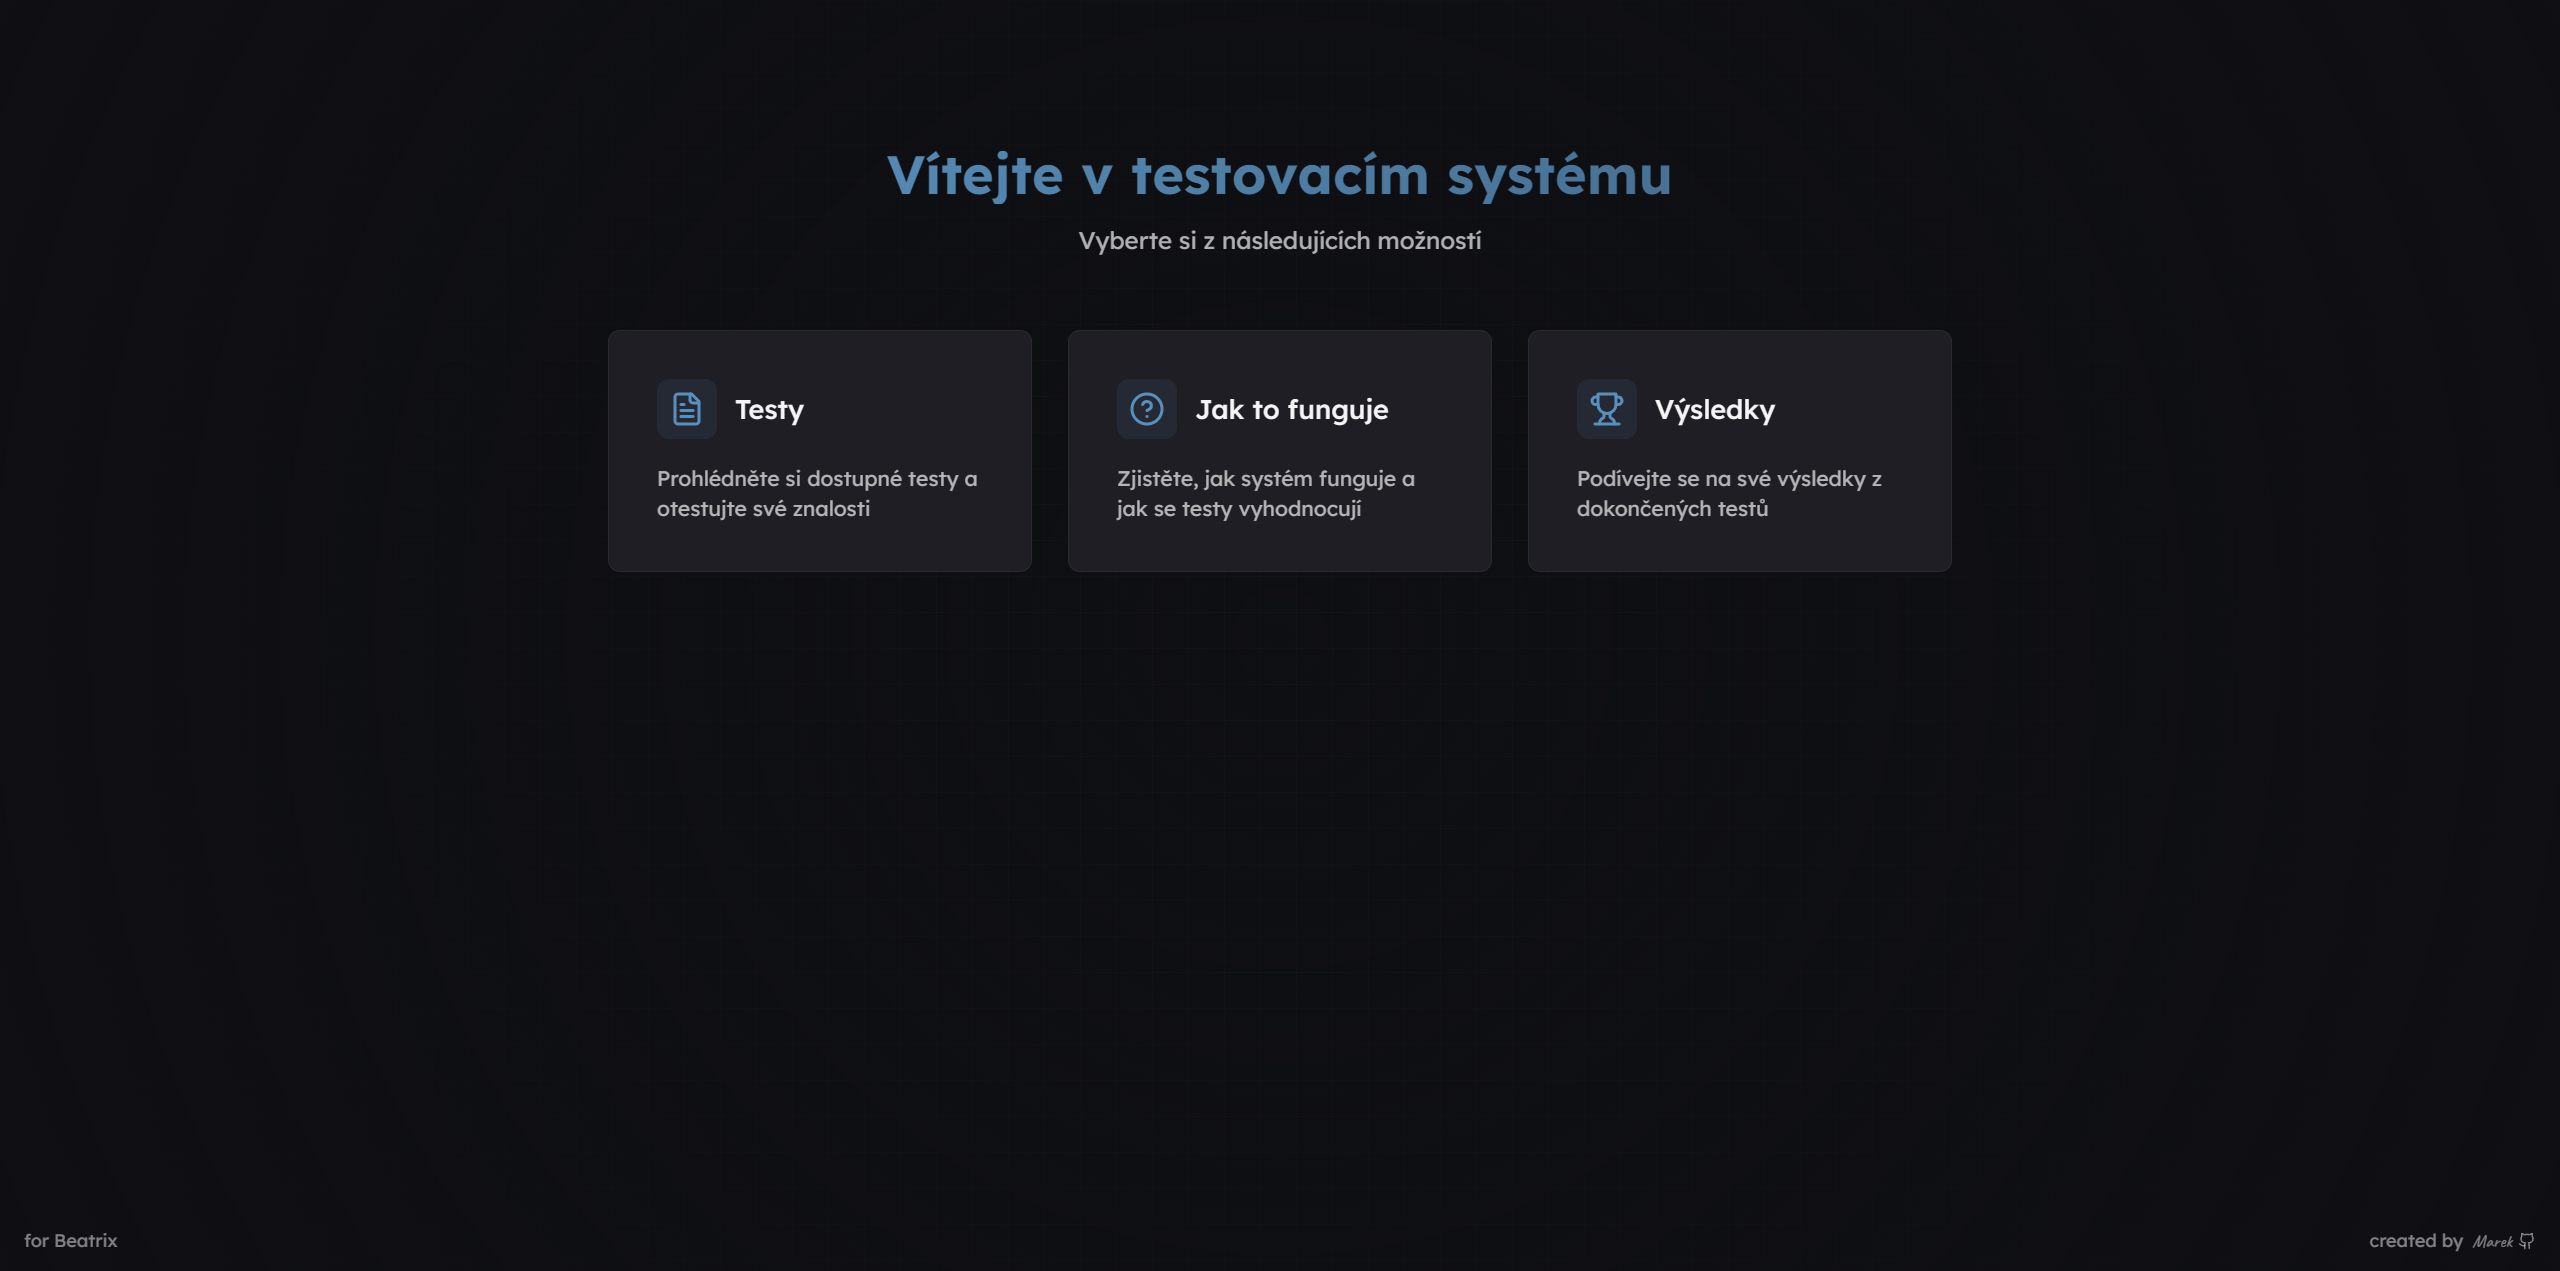 Vítejte v testovacím systému
Vyberte si z následujících možností
Testy
Prohlédněte si dostupné testy a
otestujte své znalosti
Jak to funguje
Zjistěte, jak systém funguje a
jak se testy vyhodnocují
Výsledky
Podívejte se na své výsledky z
dokončených testů
for Beatrix
created by Marek